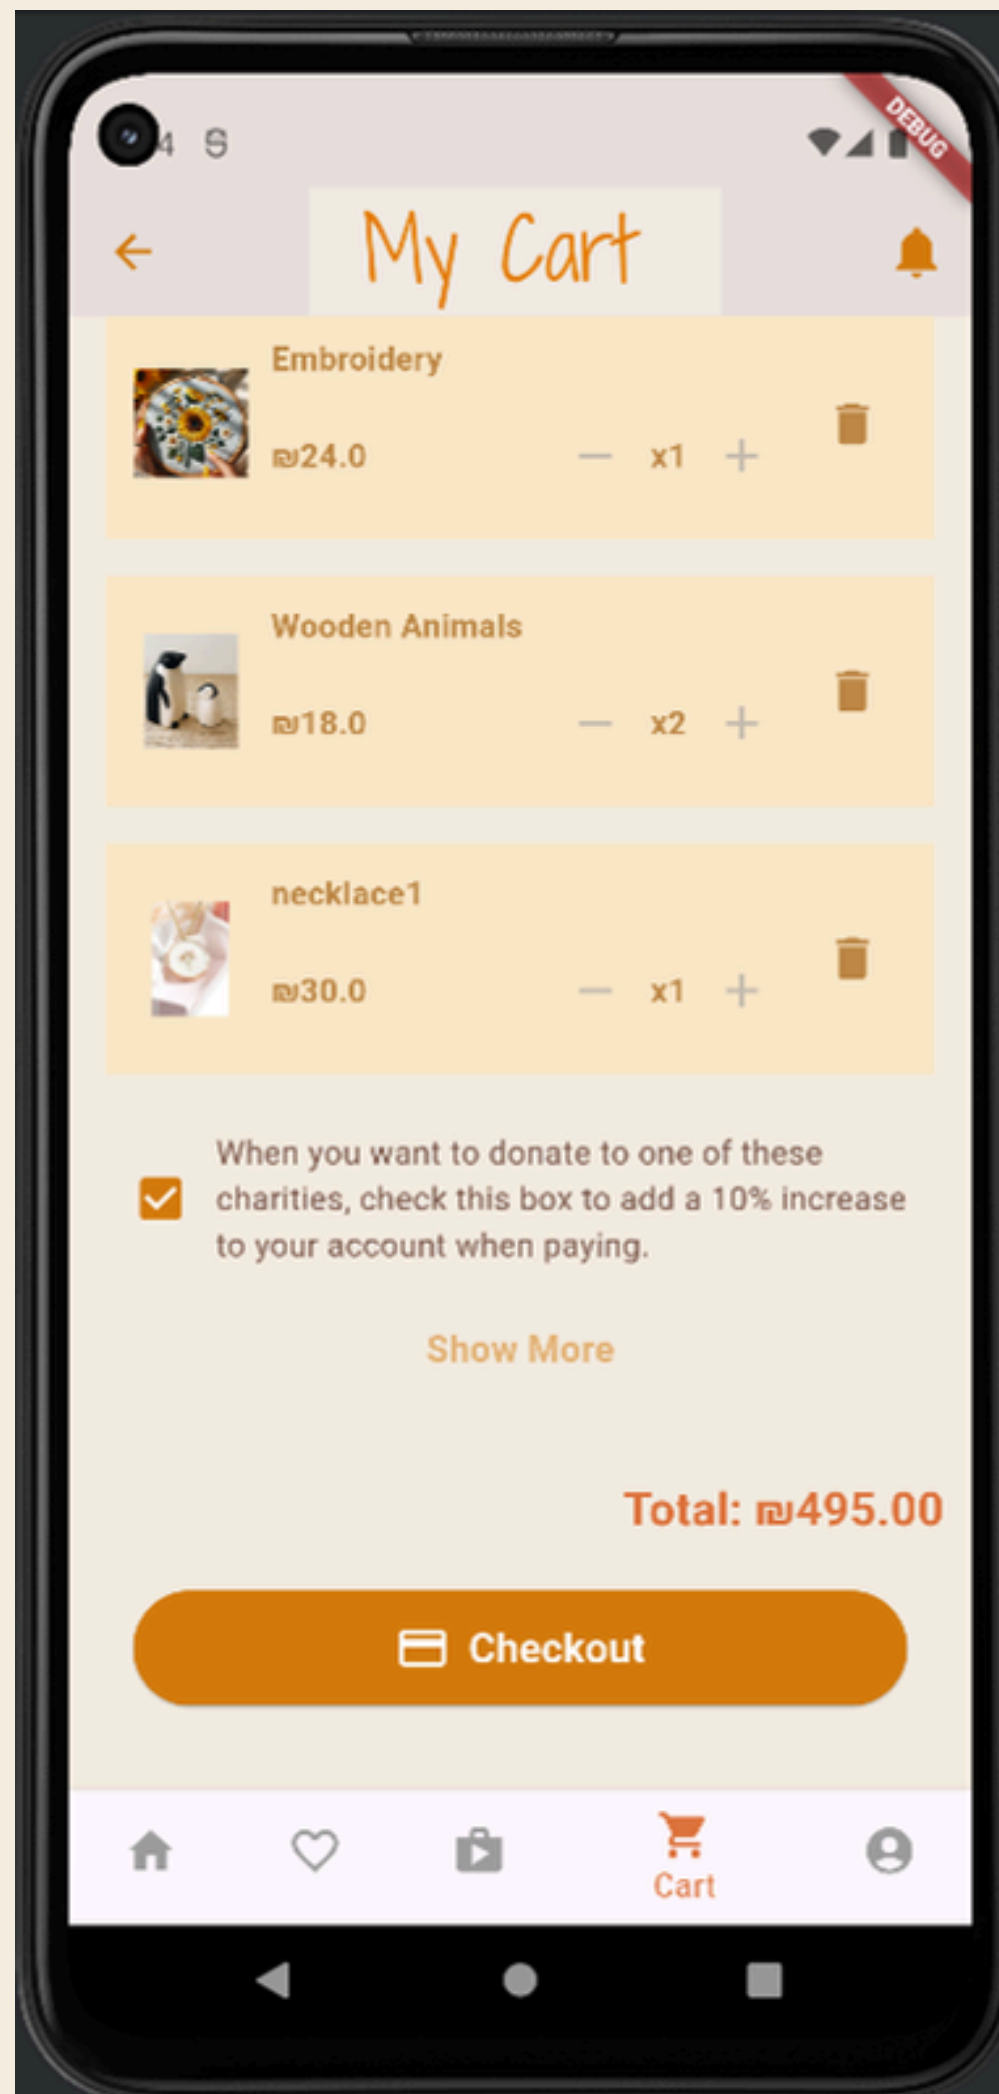 4
DEBUG
My Cart
Embroidery
₪24.0 x1
Wooden Animals
₪18.0 x2
necklace1
₪30.0 x1
When you want to donate to one of these
charities, check this box to add a 10% increase
to your account when paying.
Show More
Total: ₪495.00
Checkout
Cart